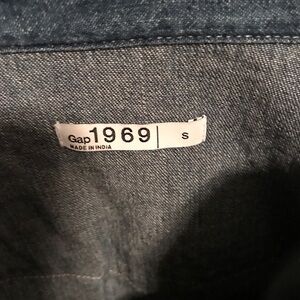 Gap 1969 | S
MADE IN INDIA